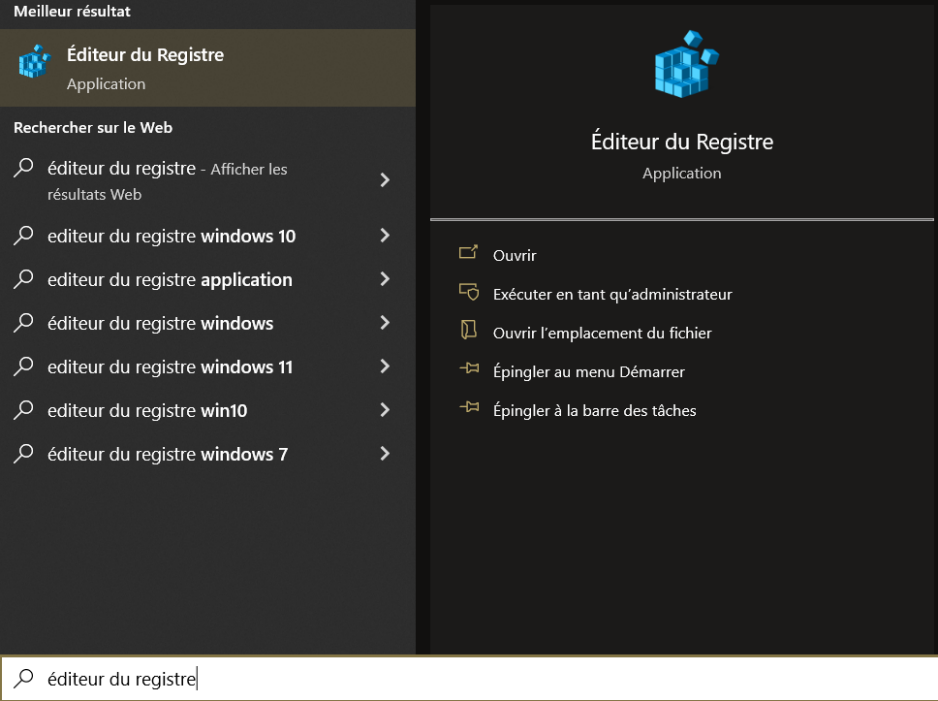 Meilleur résultat
Éditeur du Registre
Application
Rechercher sur le Web
éditeur du registre - Afficher les
résultats Web
editeur du registre windows 10
editeur du registre application
éditeur du registre windows
editeur du registre windows 11
editeur du registre win10
éditeur du registre windows 7
Éditeur du Registre
Application
Ouvrir
Exécuter en tant qu'administrateur
Ouvrir l'emplacement du fichier
Épingler au menu Démarrer
Épingler à la barre des tâches
éditeur du registre